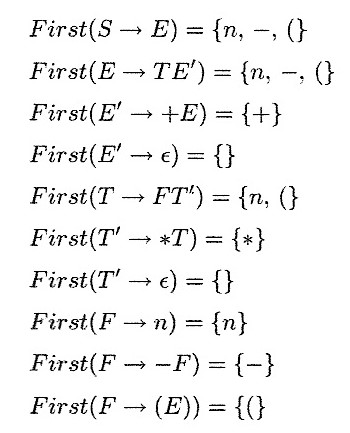 First(S → E) = {n, −, (}
First(E → TE′) = {n, −, (}
First(E′ → +E) = {+}
First(E′ → ϵ) = {}
First(T → FT′) = {n, (}
First(T′ → ∗T) = {∗}
First(T′ → ϵ) = {}
First(F → n) = {n}
First(F → −F) = {−}
First(F → (E)) = {(}